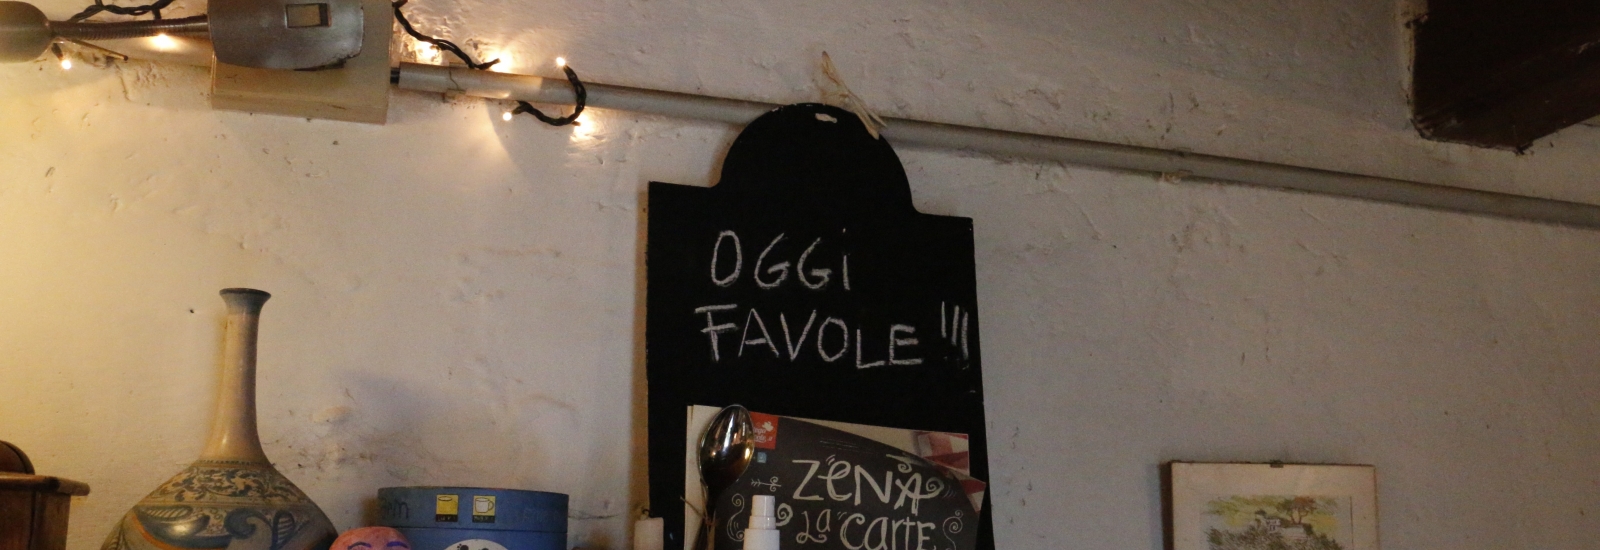 OGGi
FAVOLE !!!
ZENA
La carte